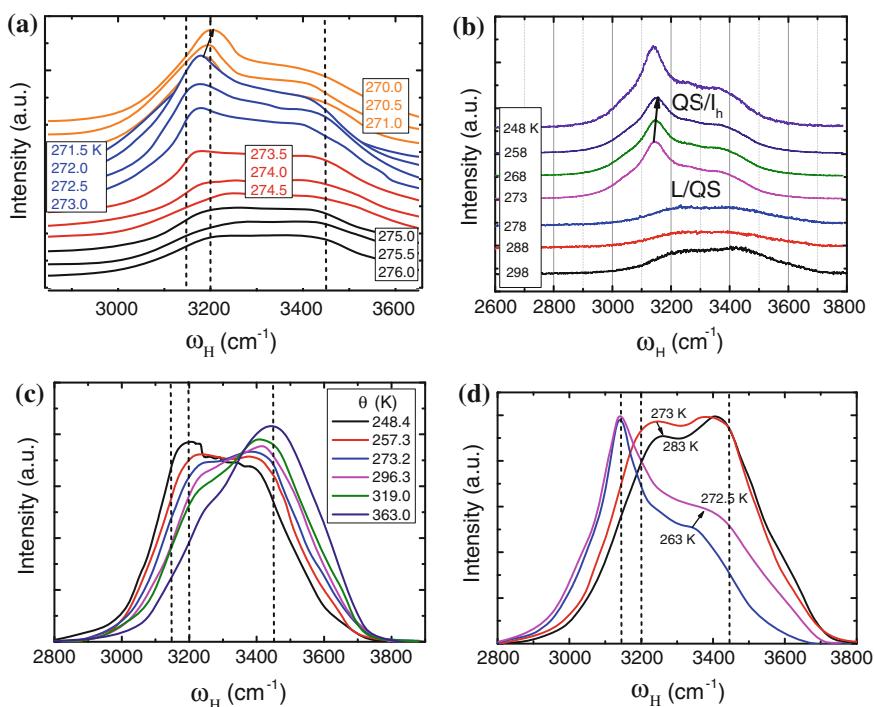 (a)
Intensity (a.u.)
270.0
270.5
271.0
271.5 K
272.0
272.5
273.0
273.5
274.0
274.5
275.0
275.5
276.0
3000
3200
3400
3600
ωH (cm-1)
(b)
Intensity (a.u.)
QS/Ih
L/QS
248 K
258
268
273
278
288
298
2600
2800
3000
3200
3400
3600
3800
ωH (cm-1)
(c)
Intensity (a.u.)
θ (K)
248.4
257.3
273.2
296.3
319.0
363.0
2800
3000
3200
3400
3600
3800
ωH (cm-1)
(d)
Intensity (a.u.)
273 K
283 K
272.5 K
263 K
2800
3000
3200
3400
3600
3800
ωH (cm-1)